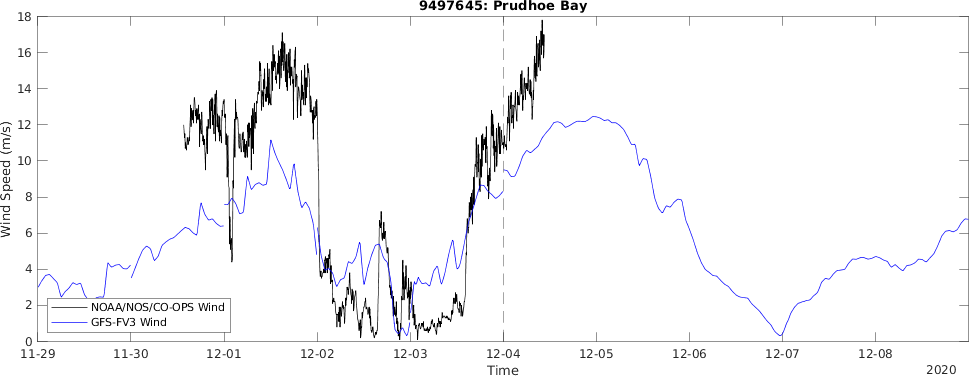 9497645: Prudhoe Bay
18
16
14
12
10
8
6
4
2
0
Wind Speed (m/s)
NOAA/NOS/CO-OPS Wind
GFS-FV3 Wind
11-29 11-30 12-01 12-02 12-03 12-04 12-05 12-06 12-07 12-08
Time
2020